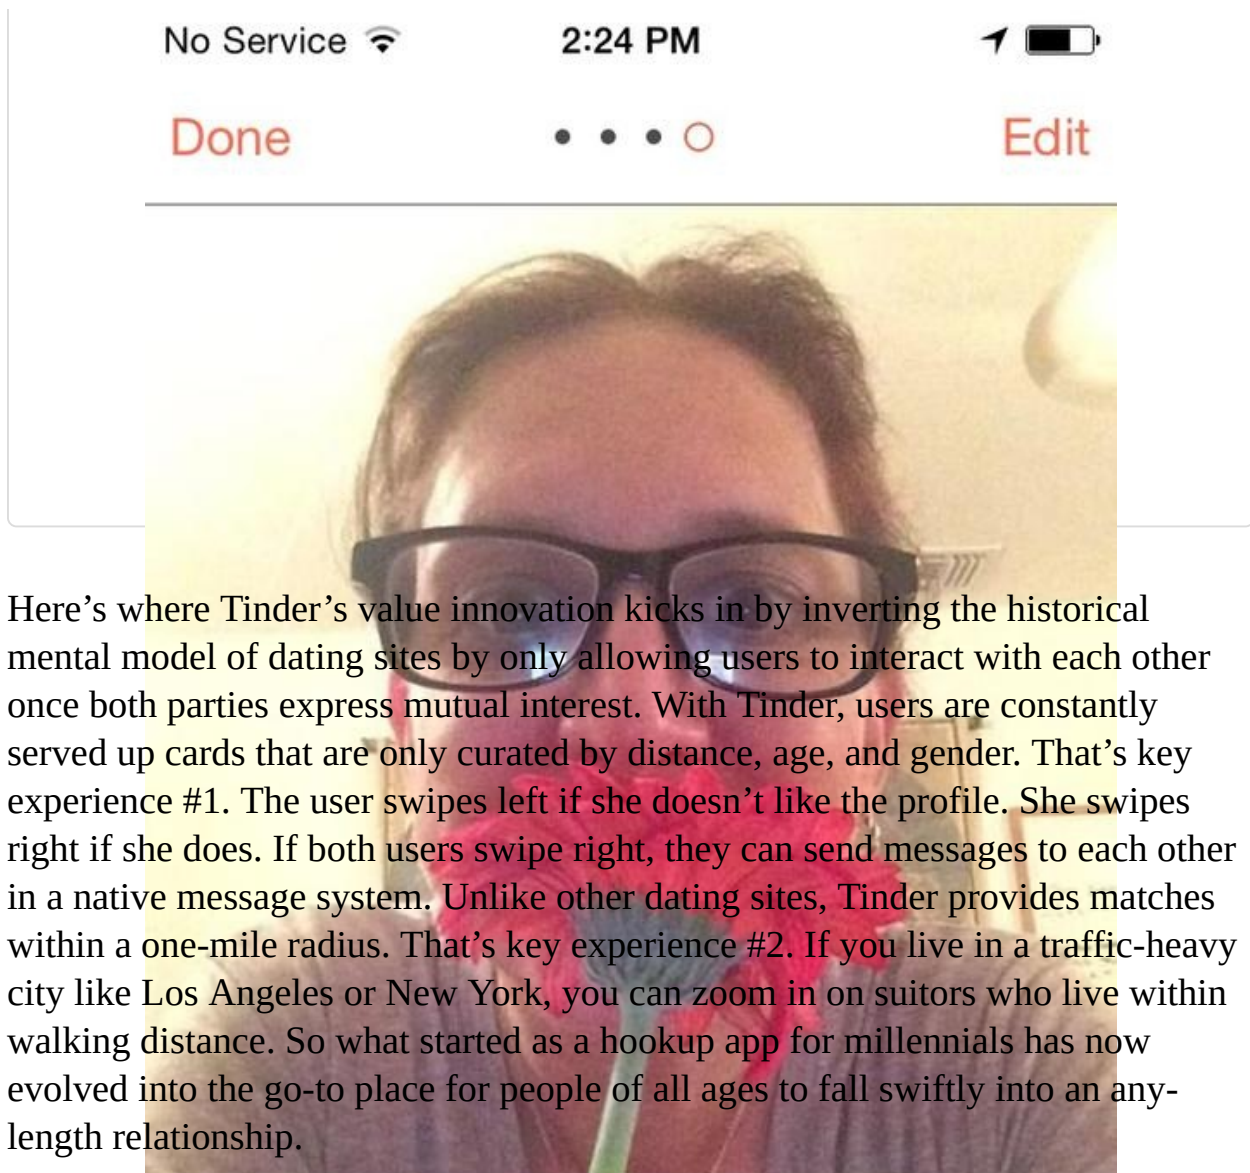 No Service 2:24 PM
Done Edit
Here’s where Tinder’s value innovation kicks in by inverting the historical
mental model of dating sites by only allowing users to interact with each other
once both parties express mutual interest. With Tinder, users are constantly
served up cards that are only curated by distance, age, and gender. That’s key
experience #1. The user swipes left if she doesn’t like the profile. She swipes
right if she does. If both users swipe right, they can send messages to each other
in a native message system. Unlike other dating sites, Tinder provides matches
within a one-mile radius. That’s key experience #2. If you live in a traffic-heavy
city like Los Angeles or New York, you can zoom in on suitors who live within
walking distance. So what started as a hookup app for millennials has now
evolved into the go-to place for people of all ages to fall swiftly into an any-
length relationship.